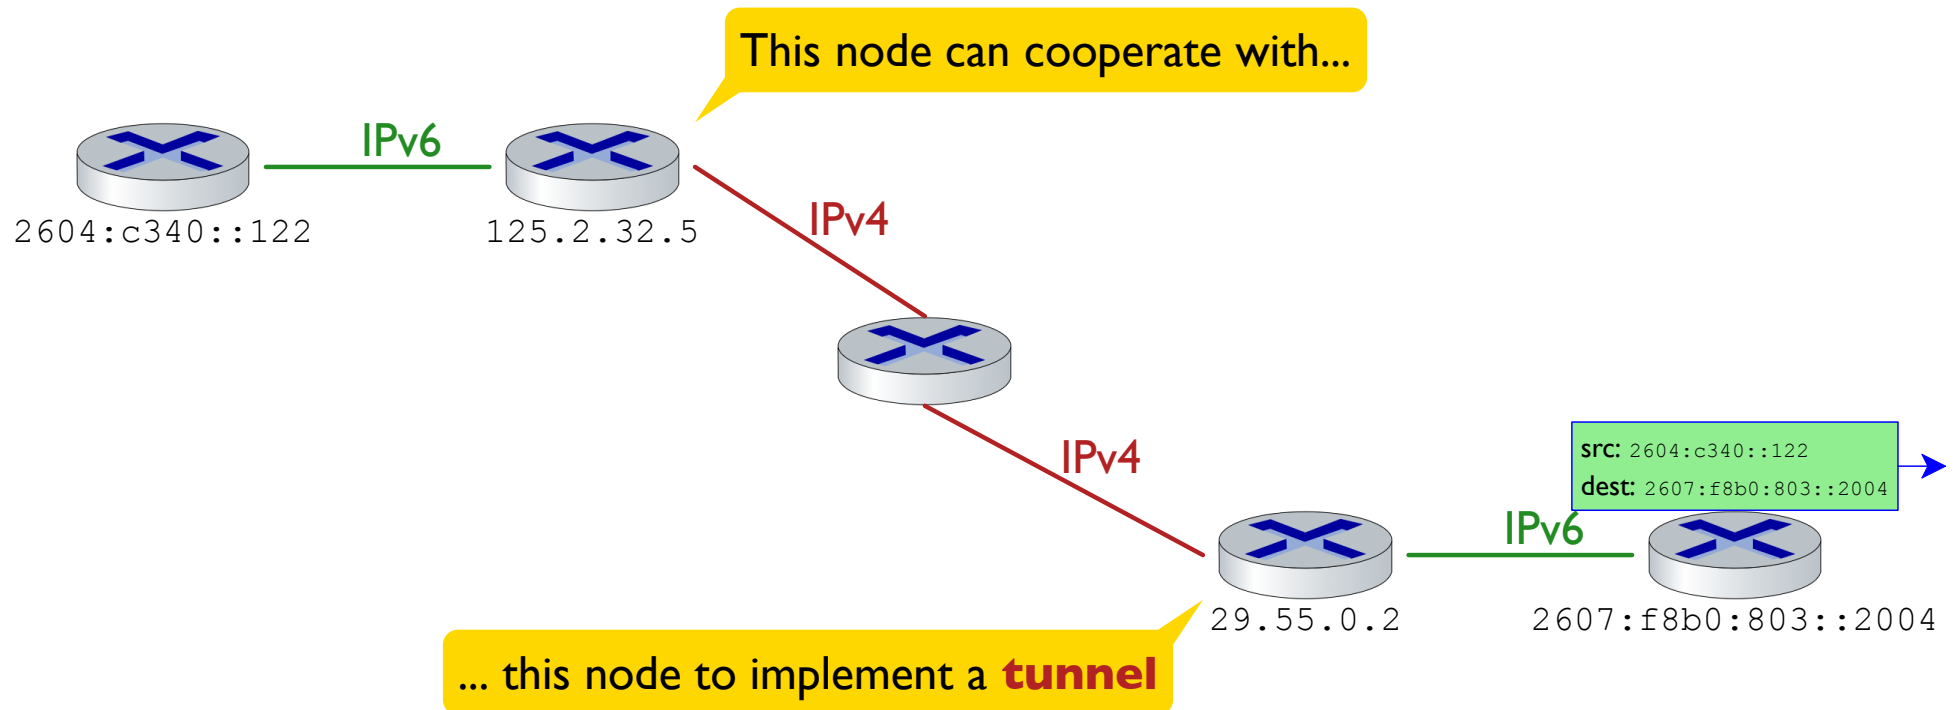 This node can cooperate with...
IPv6
2604:c340::122
125.2.32.5
IPv4
IPv4
src: 2604:c340::122
dest: 2607:f8b0:803::2004
IPv6
29.55.0.2
2607:f8b0:803::2004
... this node to implement a tunnel